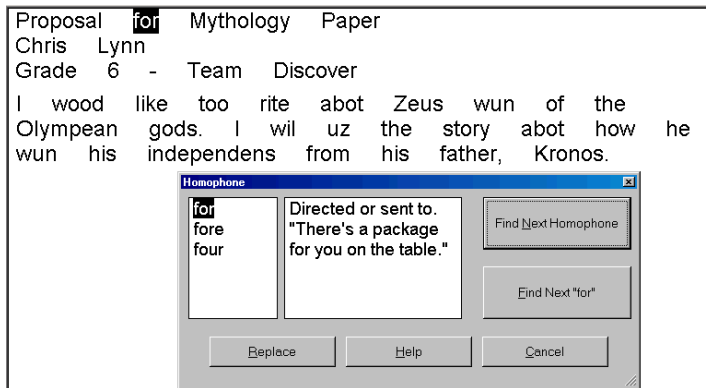 Proposal for Mythology Paper
Chris Lynn
Grade 6 - Team Discover
I wood like too rite abot Zeus wun of the
Olympean gods. I wil uz the story abot how he
wun his independens from his father, Kronos.
Homophone
for
fore
four
Directed or sent to.
"There's a package
for you on the table."
Find Next Homophone
Find Next "for"
Replace
Help
Cancel